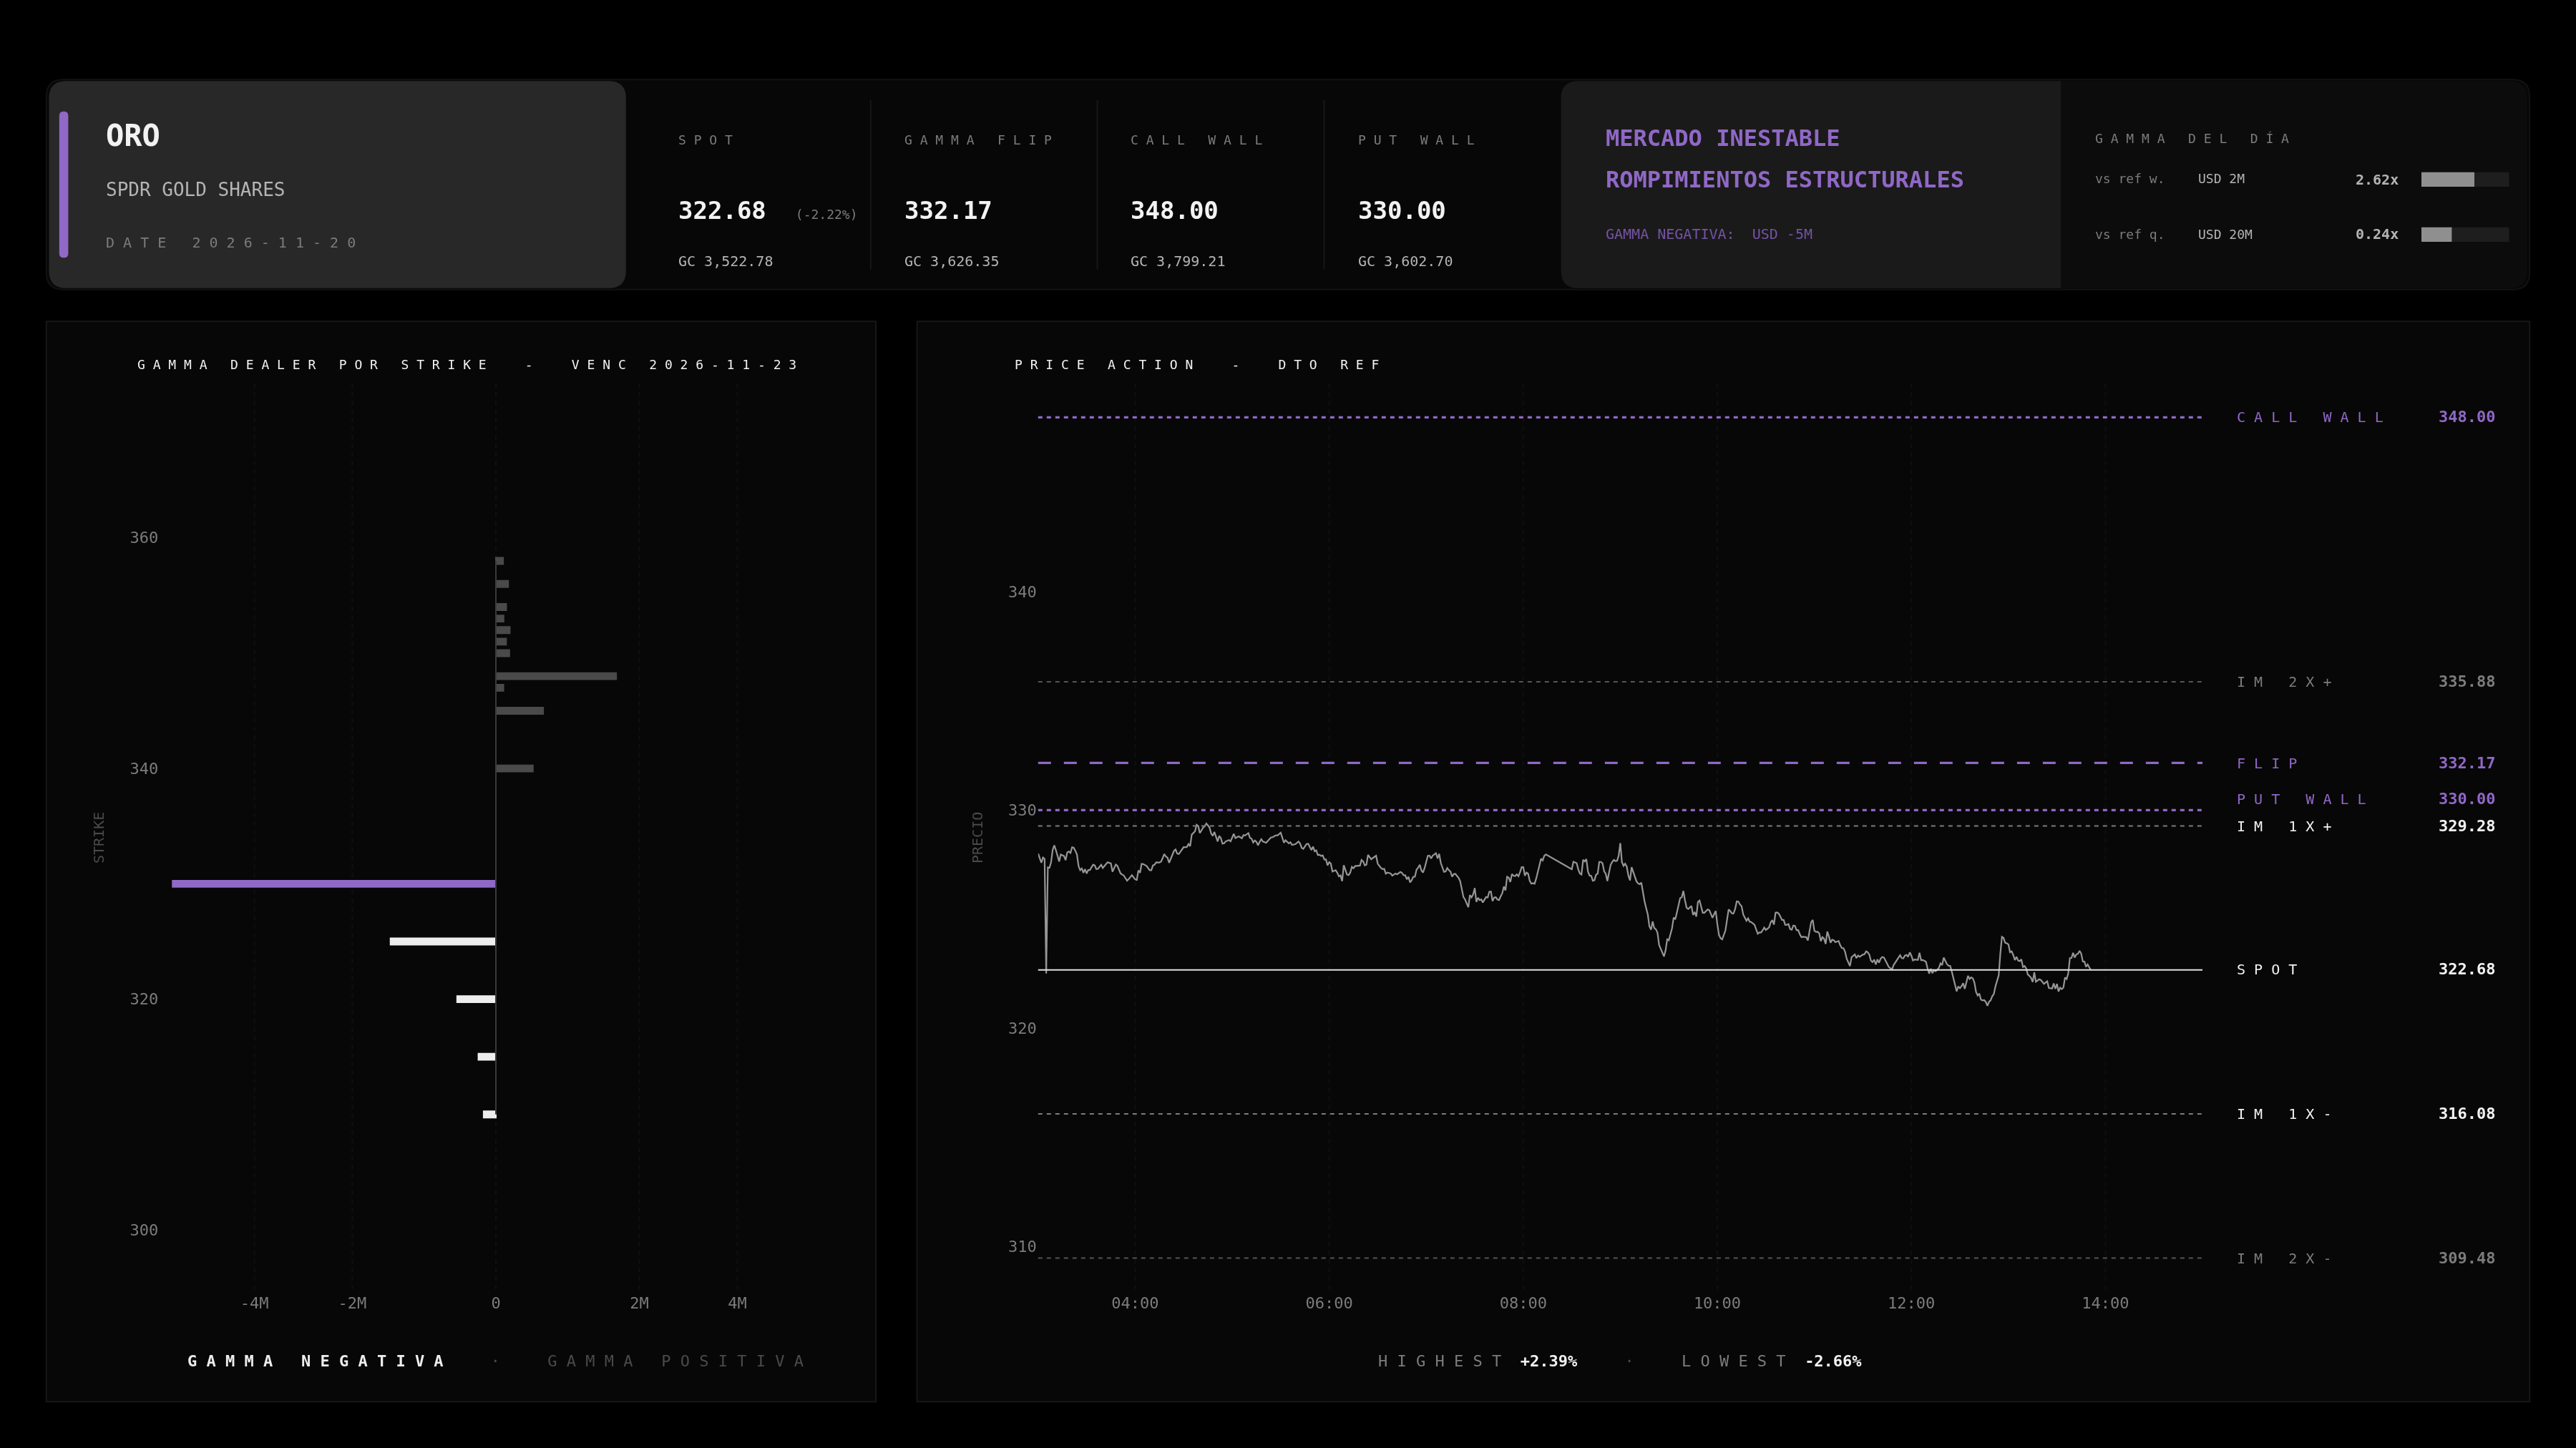 ORO
SPDR GOLD SHARES
DATE 2026-11-20
SPOT
322.68 (-2.22%)
GC 3,522.78
GAMMA FLIP
332.17
GC 3,626.35
CALL WALL
348.00
GC 3,799.21
PUT WALL
330.00
GC 3,602.70
MERCADO INESTABLE
ROMPIMIENTOS ESTRUCTURALES
GAMMA NEGATIVA: USD -5M
GAMMA DEL DÍA
vs ref w. USD 2M 2.62x
vs ref q. USD 20M 0.24x
GAMMA DEALER POR STRIKE - VENC 2026-11-23
STRIKE
360
340
320
300
-4M -2M 0 2M 4M
GAMMA NEGATIVA · GAMMA POSITIVA
PRICE ACTION - DTO REF
PRECIO
340
330
320
310
CALL WALL 348.00
IM 2X+ 335.88
FLIP 332.17
PUT WALL 330.00
IM 1X+ 329.28
SPOT 322.68
IM 1X- 316.08
IM 2X- 309.48
04:00 06:00 08:00 10:00 12:00 14:00
HIGHEST +2.39% · LOWEST -2.66%